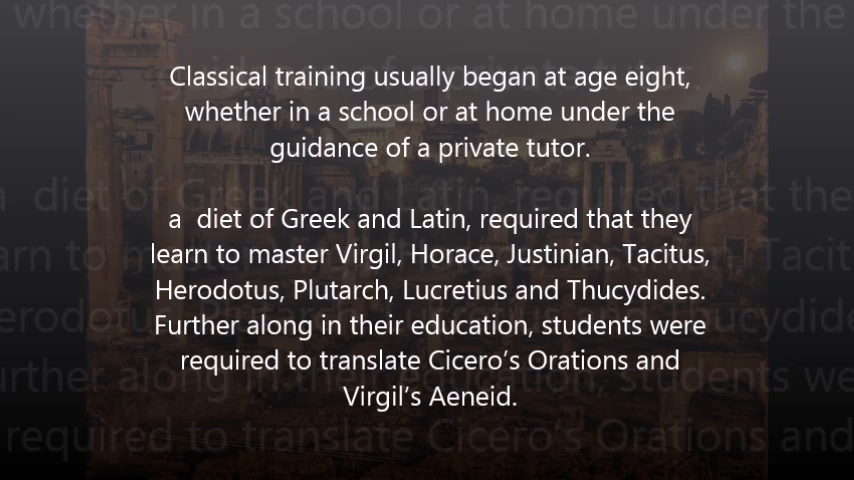 Classical training usually began at age eight,
whether in a school or at home under the
guidance of a private tutor.
a  diet of Greek and Latin, required that they
learn to master Virgil, Horace, Justinian, Tacitus,
Herodotus, Plutarch, Lucretius and Thucydides.
Further along in their education, students were
required to translate Cicero’s Orations and
Virgil’s Aeneid.